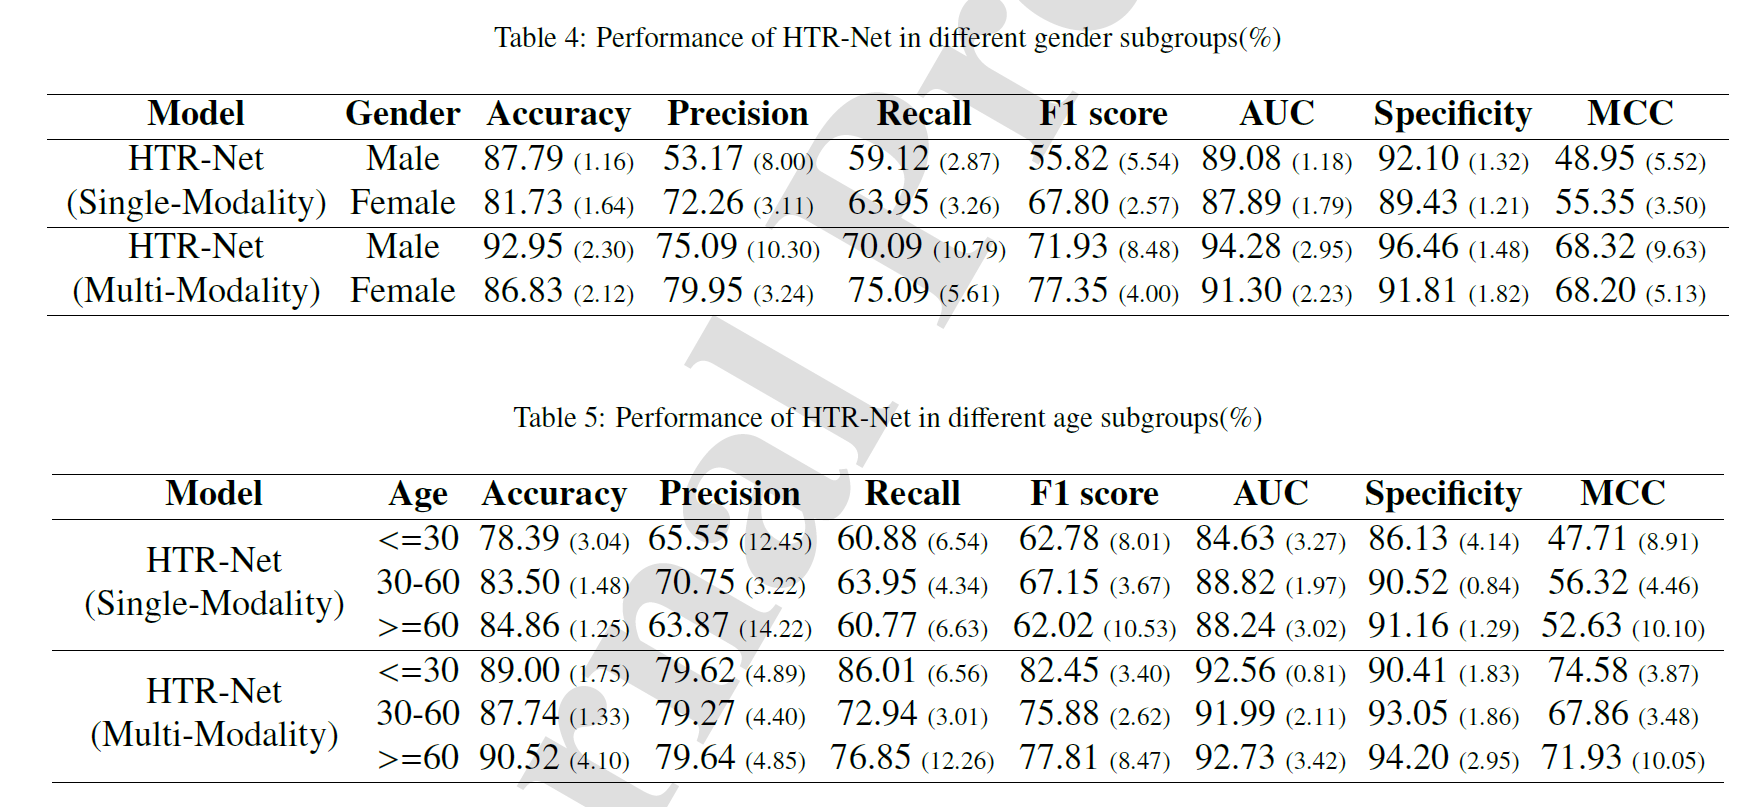 Table 4: Performance of HTR-Net in different gender subgroups(%)
Model Gender Accuracy Precision Recall F1 score AUC Specificity MCC
HTR-Net (Single-Modality) Male 87.79 (1.16) 53.17 (8.00) 59.12 (2.87) 55.82 (5.54) 89.08 (1.18) 92.10 (1.32) 48.95 (5.52)
Female 81.73 (1.64) 72.26 (3.11) 63.95 (3.26) 67.80 (2.57) 87.89 (1.79) 89.43 (1.21) 55.35 (3.50)
HTR-Net (Multi-Modality) Male 92.95 (2.30) 75.09 (10.30) 70.09 (10.79) 71.93 (8.48) 94.28 (2.95) 96.46 (1.48) 68.32 (9.63)
Female 86.83 (2.12) 79.95 (3.24) 75.09 (5.61) 77.35 (4.00) 91.30 (2.23) 91.81 (1.82) 68.20 (5.13)
Table 5: Performance of HTR-Net in different age subgroups(%)
Model Age Accuracy Precision Recall F1 score AUC Specificity MCC
HTR-Net (Single-Modality) <=30 78.39 (3.04) 65.55 (12.45) 60.88 (6.54) 62.78 (8.01) 84.63 (3.27) 86.13 (4.14) 47.71 (8.91)
30-60 83.50 (1.48) 70.75 (3.22) 63.95 (4.34) 67.15 (3.67) 88.82 (1.97) 90.52 (0.84) 56.32 (4.46)
>=60 84.86 (1.25) 63.87 (14.22) 60.77 (6.63) 62.02 (10.53) 88.24 (3.02) 91.16 (1.29) 52.63 (10.10)
HTR-Net (Multi-Modality) <=30 89.00 (1.75) 79.62 (4.89) 86.01 (6.56) 82.45 (3.40) 92.56 (0.81) 90.41 (1.83) 74.58 (3.87)
30-60 87.74 (1.33) 79.27 (4.40) 72.94 (3.01) 75.88 (2.62) 91.99 (2.11) 93.05 (1.86) 67.86 (3.48)
>=60 90.52 (4.10) 79.64 (4.85) 76.85 (12.26) 77.81 (8.47) 92.73 (3.42) 94.20 (2.95) 71.93 (10.05)
rnal Pr